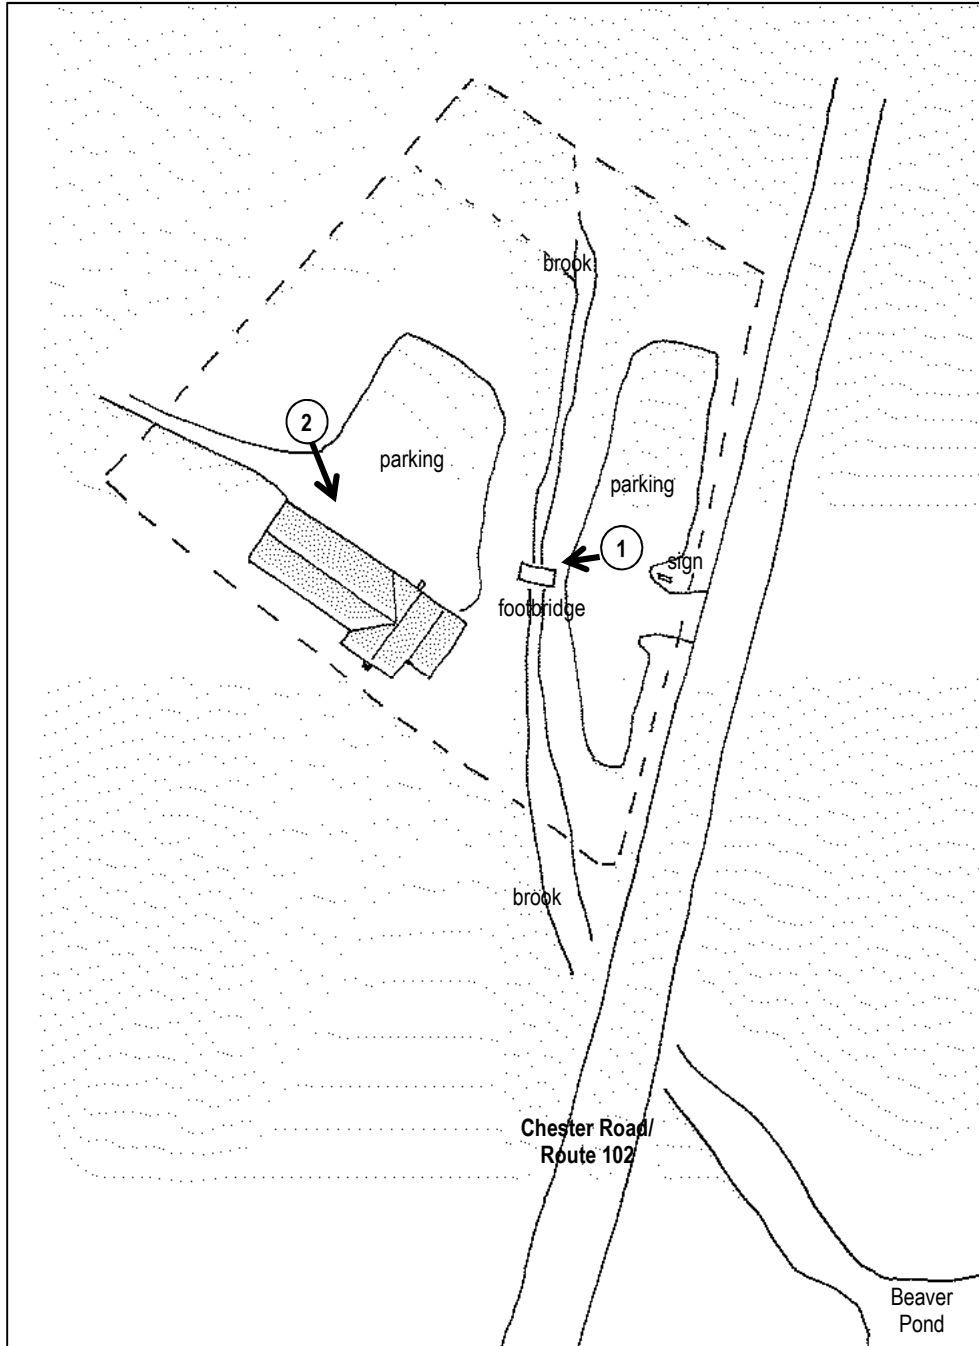 brook
2
parking
parking
1
sign
footbridge
brook
Chester Road/
Route 102
Beaver
Pond